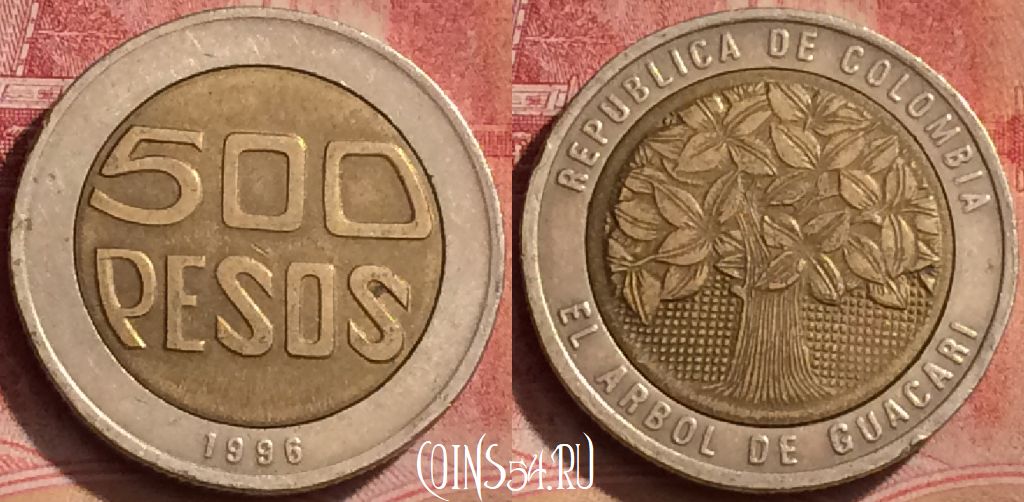 500
PESOS
1996
REPUBLICA DE COLOMBIA
EL ARBOL DE GUACARI
COINS54.RU